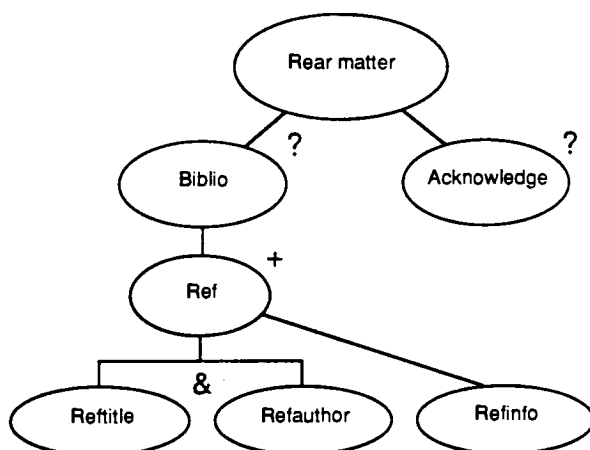 Rear matter
?
?
Biblio
Acknowledge
+
Ref
&
Reftitle
Refauthor
Refinfo